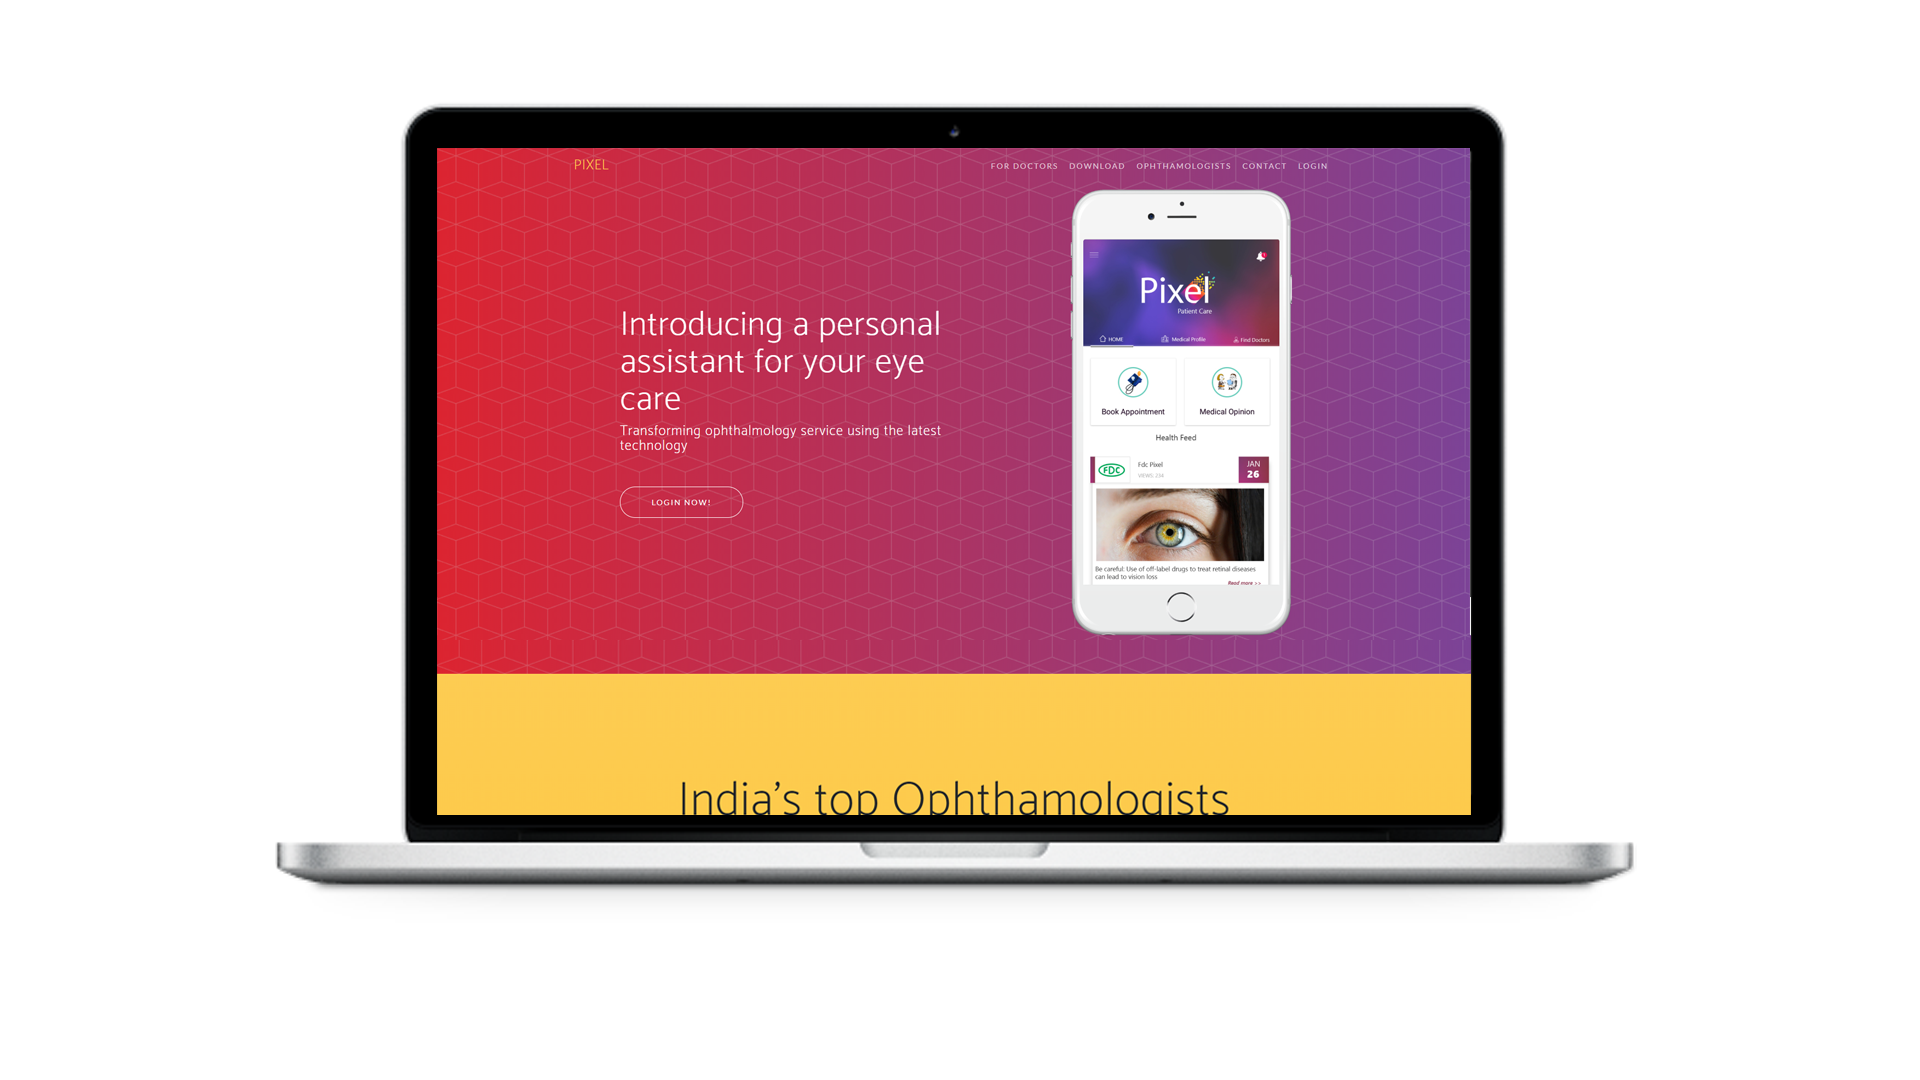 PIXEL
FOR DOCTORS DOWNLOAD OPHTHAMOLOGISTS CONTACT LOGIN
Introducing a personal
assistant for your eye
care
Transforming ophthalmology service using the latest
technology
LOGIN NOW!
Pixel
Patient Care
HOME Medical Profile Find Doctors
Book Appointment Medical Opinion
Health Feed
FDC
Fdc Pixel
VIEWS 234
JAN
26
Be careful: Use of off-label drugs to treat retinal diseases
can lead to vision loss
Read more >>
India's top Ophthamologists